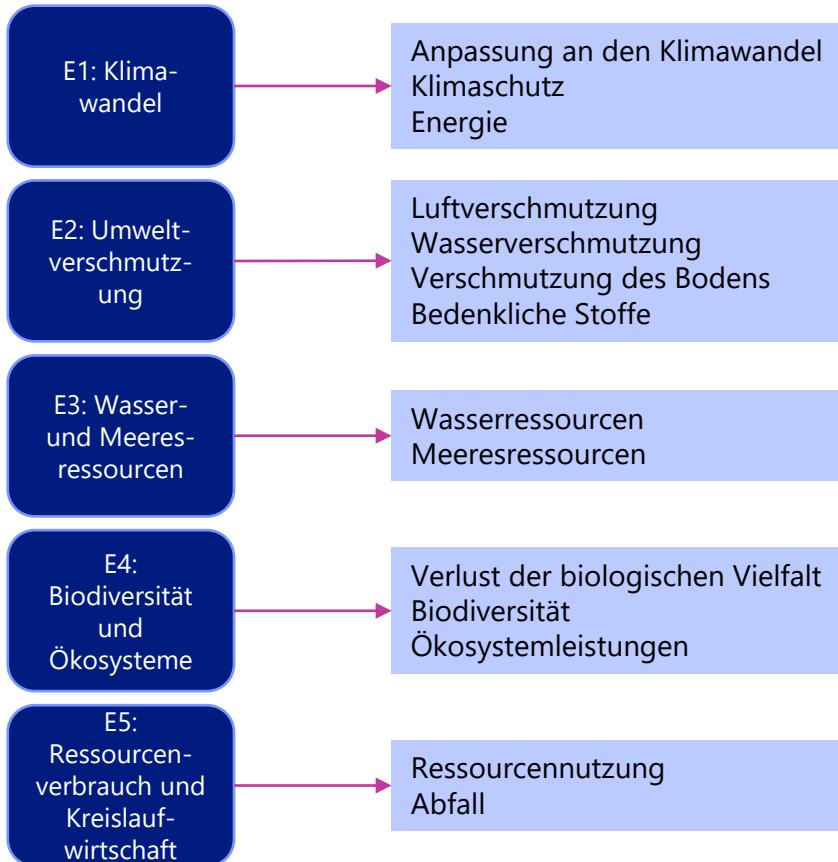 E1: Klima-
wandel
Anpassung an den Klimawandel
Klimaschutz
Energie
E2: Umwelt-
verschmutz-
ung
Luftverschmutzung
Wasserverschmutzung
Verschmutzung des Bodens
Bedenkliche Stoffe
E3: Wasser-
und Meeres-
ressourcen
Wasserressourcen
Meeresressourcen
E4:
Biodiversität
und
Ökosysteme
Verlust der biologischen Vielfalt
Biodiversität
Ökosystemleistungen
E5:
Ressourcen-
verbrauch und
Kreislauf-
wirtschaft
Ressourcennutzung
Abfall